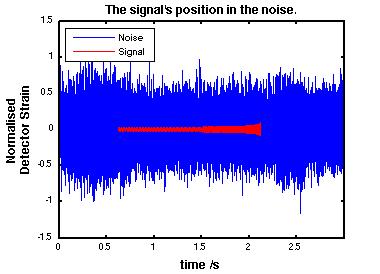 The signal's position in the noise.
Noise
Signal
Normalised
Detector Strain
1.5
1
0.5
0
-0.5
-1
-1.5
0 0.5 1 1.5 2 2.5
time /s